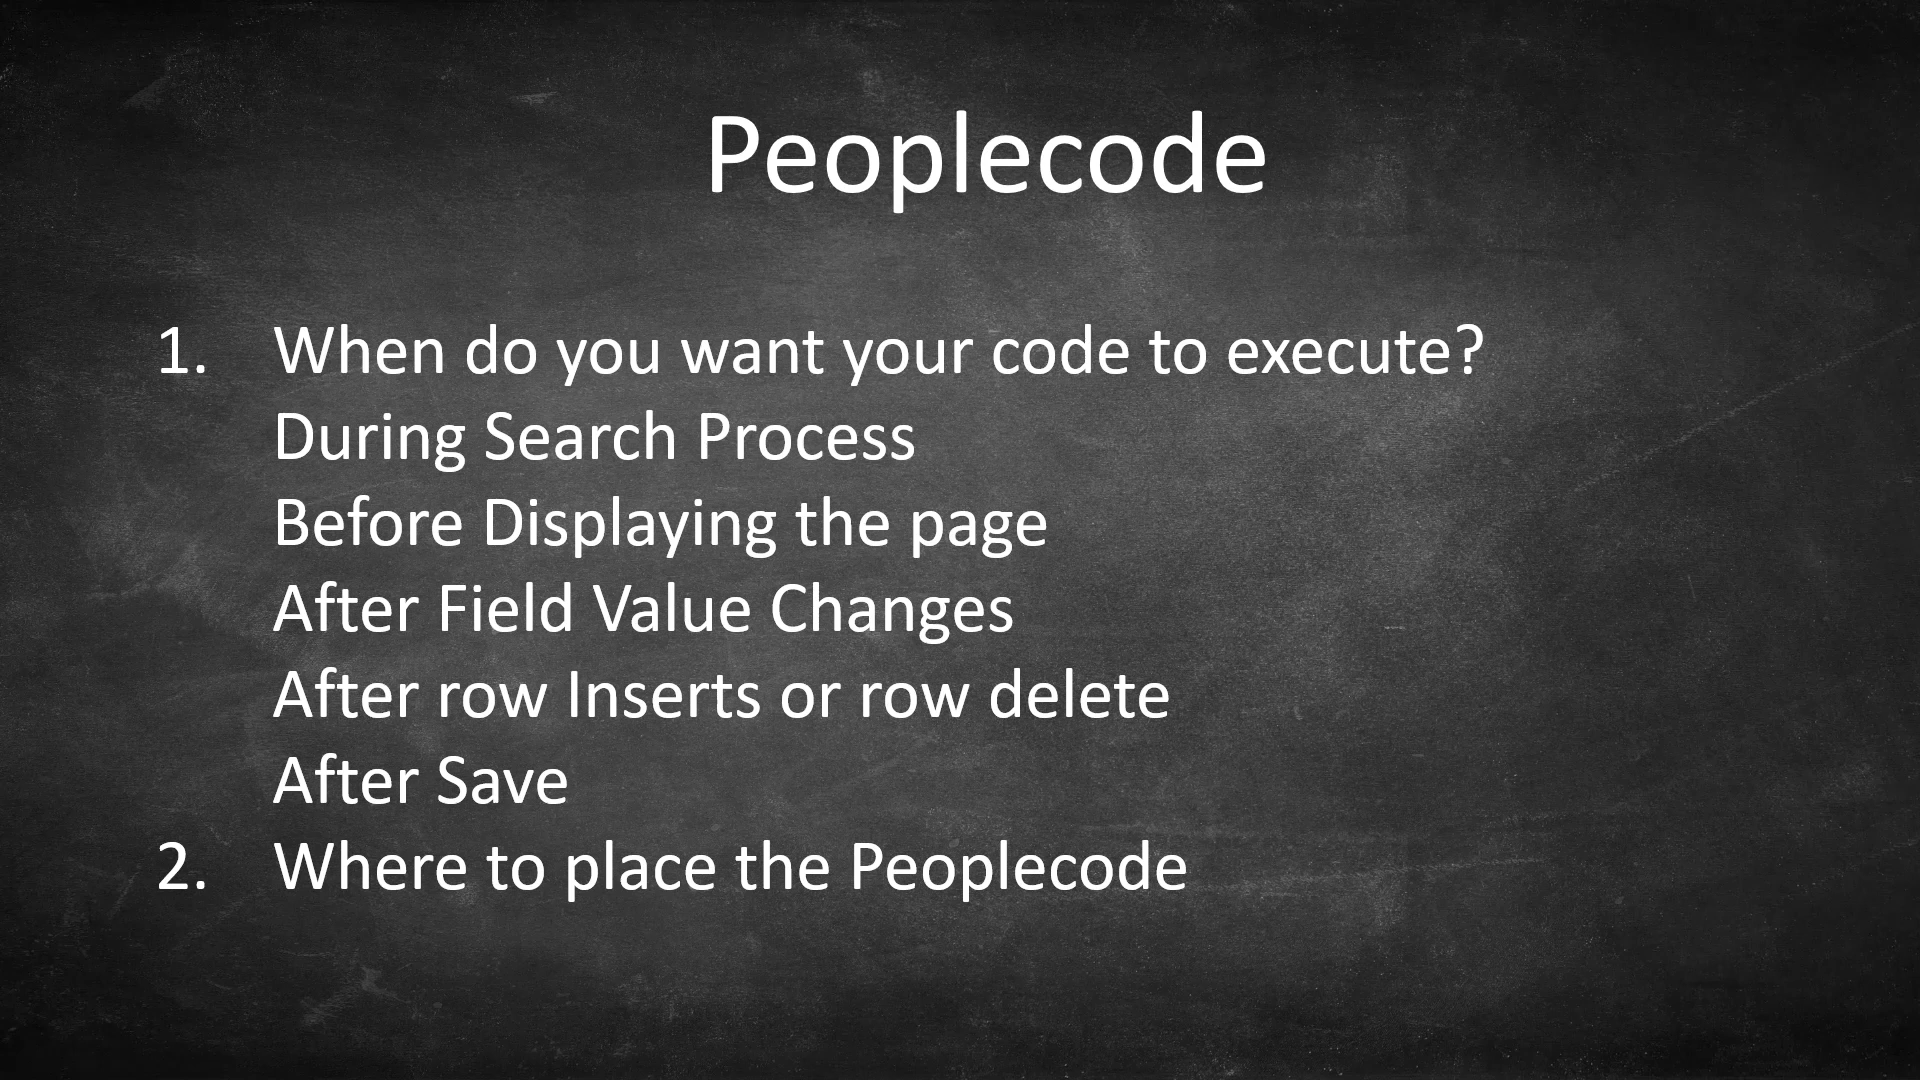 Peoplecode
1. When do you want your code to execute?
During Search Process
Before Displaying the page
After Field Value Changes
After row Inserts or row delete
After Save
2. Where to place the Peoplecode